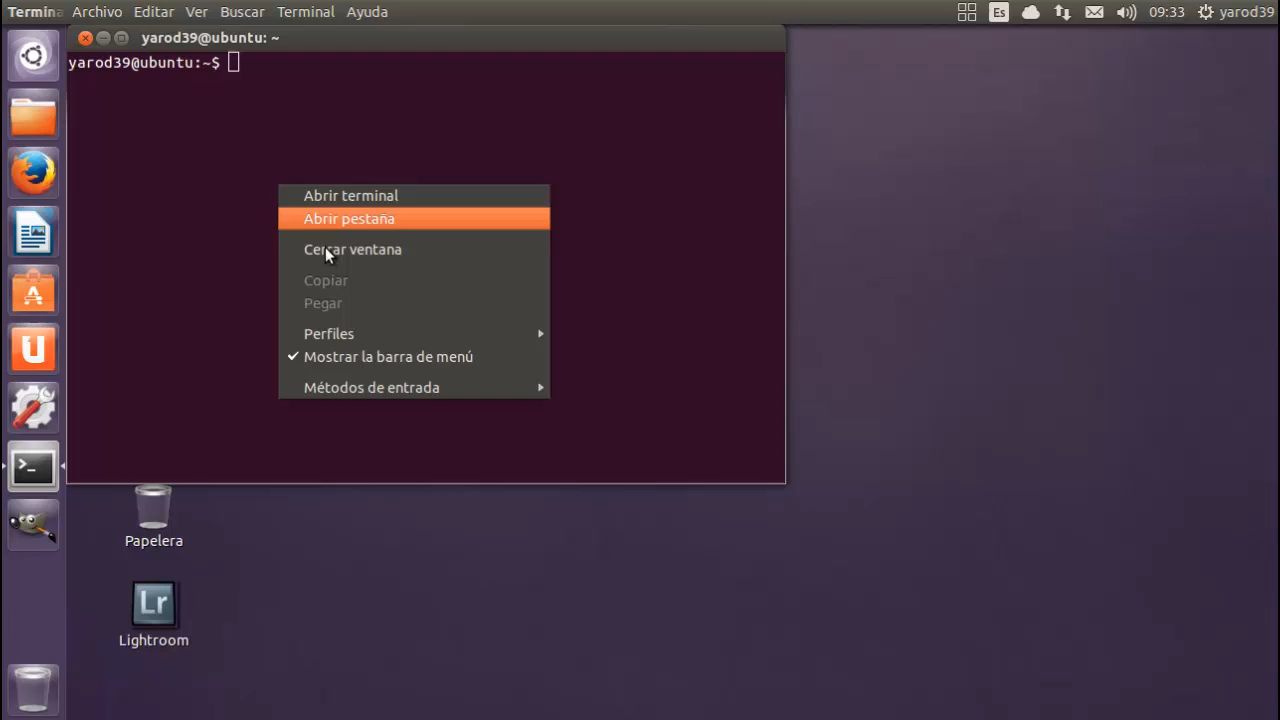 Termina Archivo Editar Ver Buscar Terminal Ayuda Es 09:33 yarod39
yarod39@ubuntu: ~
yarod39@ubuntu:~$
Abrir terminal
Abrir pestaña
Cerrar ventana
Copiar
Pegar
Perfiles
Mostrar la barra de menú
Métodos de entrada
Papelera
Lr
Lightroom